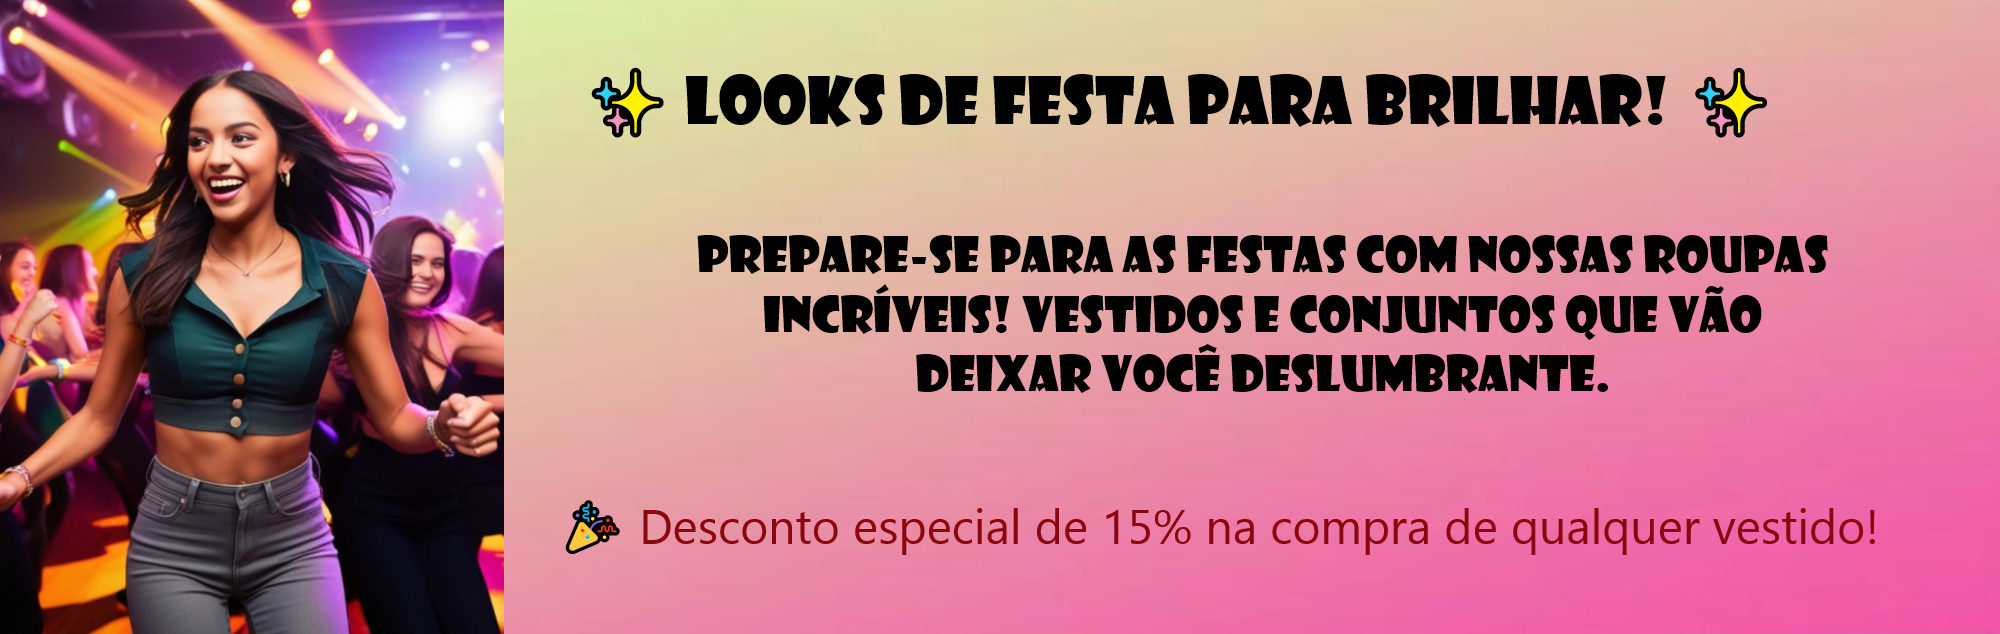 ✨ LOOKS DE FESTA PARA BRILHAR! ✨
PREPARE-SE PARA AS FESTAS COM NOSSAS ROUPAS
INCRÍVEIS! VESTIDOS E CONJUNTOS QUE VÃO
DEIXAR VOCÊ DESLUMBRANTE.
🎉 Desconto especial de 15% na compra de qualquer vestido!